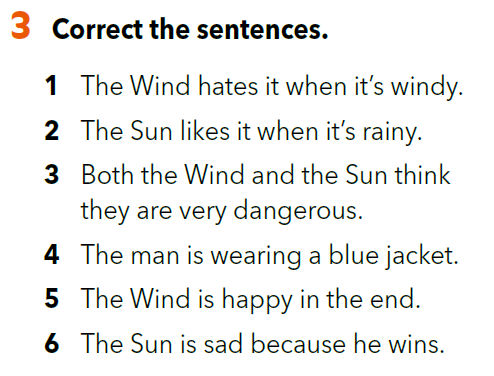 3 Correct the sentences.
1 The Wind hates it when it's windy.
2 The Sun likes it when it's rainy.
3 Both the Wind and the Sun think
they are very dangerous.
4 The man is wearing a blue jacket.
5 The Wind is happy in the end.
6 The Sun is sad because he wins.